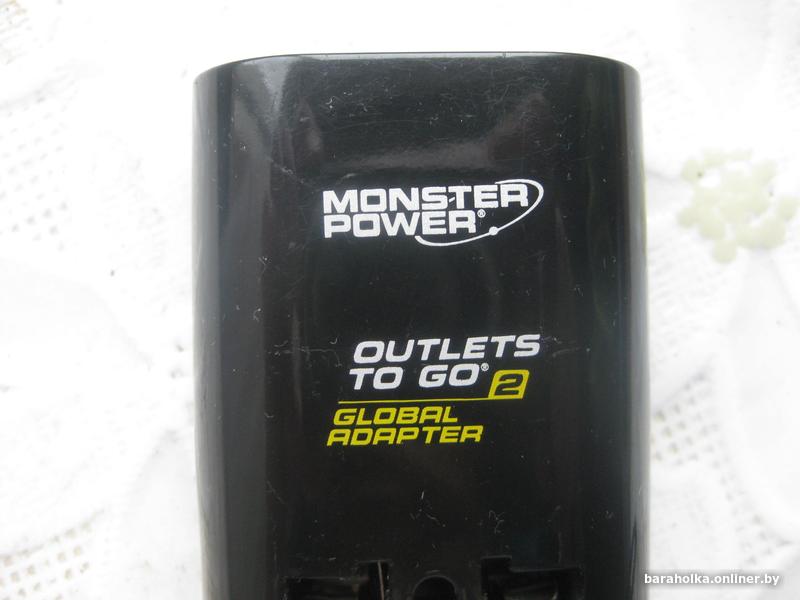 MONSTER
POWER®
OUTLETS
TO GO® 2
GLOBAL
ADAPTER
baraholka.onliner.by